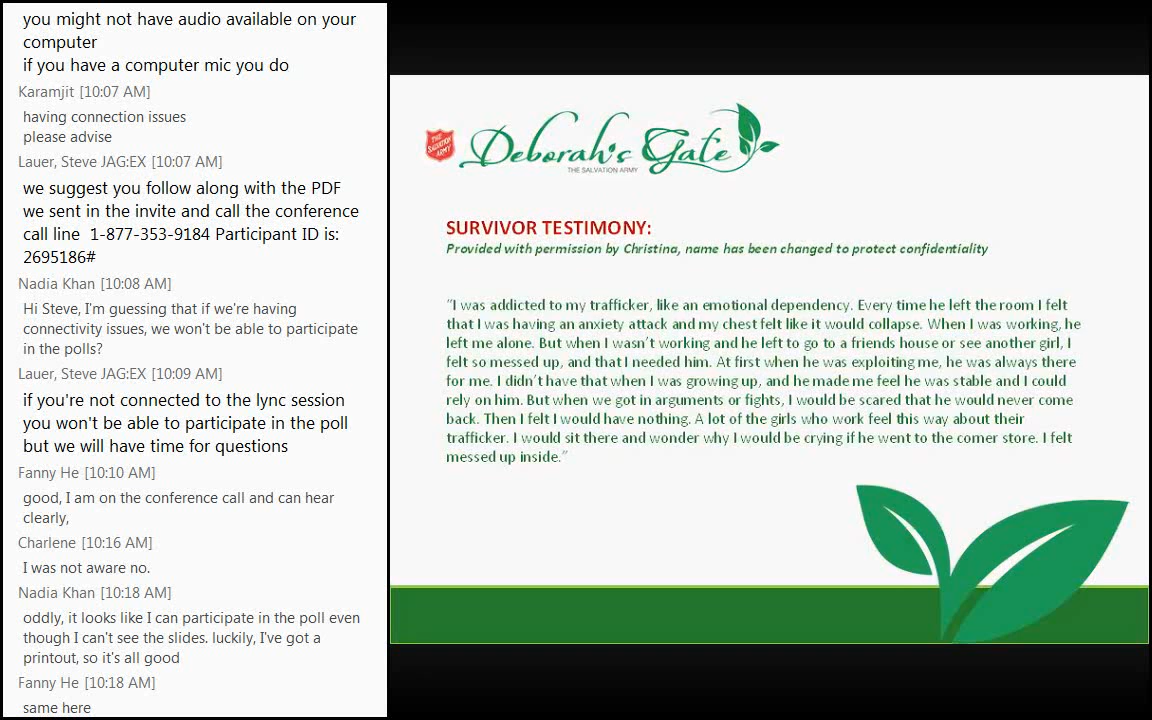 you might not have audio available on your
computer
if you have a computer mic you do
Karamjit [10:07 AM]
having connection issues
please advise
Lauer, Steve JAG:EX [10:07 AM]
we suggest you follow along with the PDF
we sent in the invite and call the conference
call line  1-877-353-9184 Participant ID is:
2695186#
Nadia Khan [10:08 AM]
Hi Steve, I'm guessing that if we're having
connectivity issues, we won't be able to participate
in the polls?
Lauer, Steve JAG:EX [10:09 AM]
if you're not connected to the lync session
you won't be able to participate in the poll
but we will have time for questions
Fanny He [10:10 AM]
good, I am on the conference call and can hear
clearly,
Charlene [10:16 AM]
I was not aware no.
Nadia Khan [10:18 AM]
oddly, it looks like I can participate in the poll even
though I can't see the slides. luckily, I've got a
printout, so it's all good
Fanny He [10:18 AM]
same here
THE
SALVATION
ARMY
Deborah's Gate
THE SALVATION ARMY
SURVIVOR TESTIMONY:
Provided with permission by Christina, name has been changed to protect confidentiality
"I was addicted to my trafficker, like an emotional dependency. Every time he left the room I felt
that I was having an anxiety attack and my chest felt like it would collapse. When I was working, he
left me alone. But when I wasn't working and he left to go to a friends house or see another girl, I
felt so messed up, and that I needed him. At first when he was exploiting me, he was always there
for me. I didn't have that when I was growing up, and he made me feel he was stable and I could
rely on him. But when we got in arguments or fights, I would be scared that he would never come
back. Then I felt I would have nothing. A lot of the girls who work feel this way about their
trafficker. I would sit there and wonder why I would be crying if he went to the corner store. I felt
messed up inside."